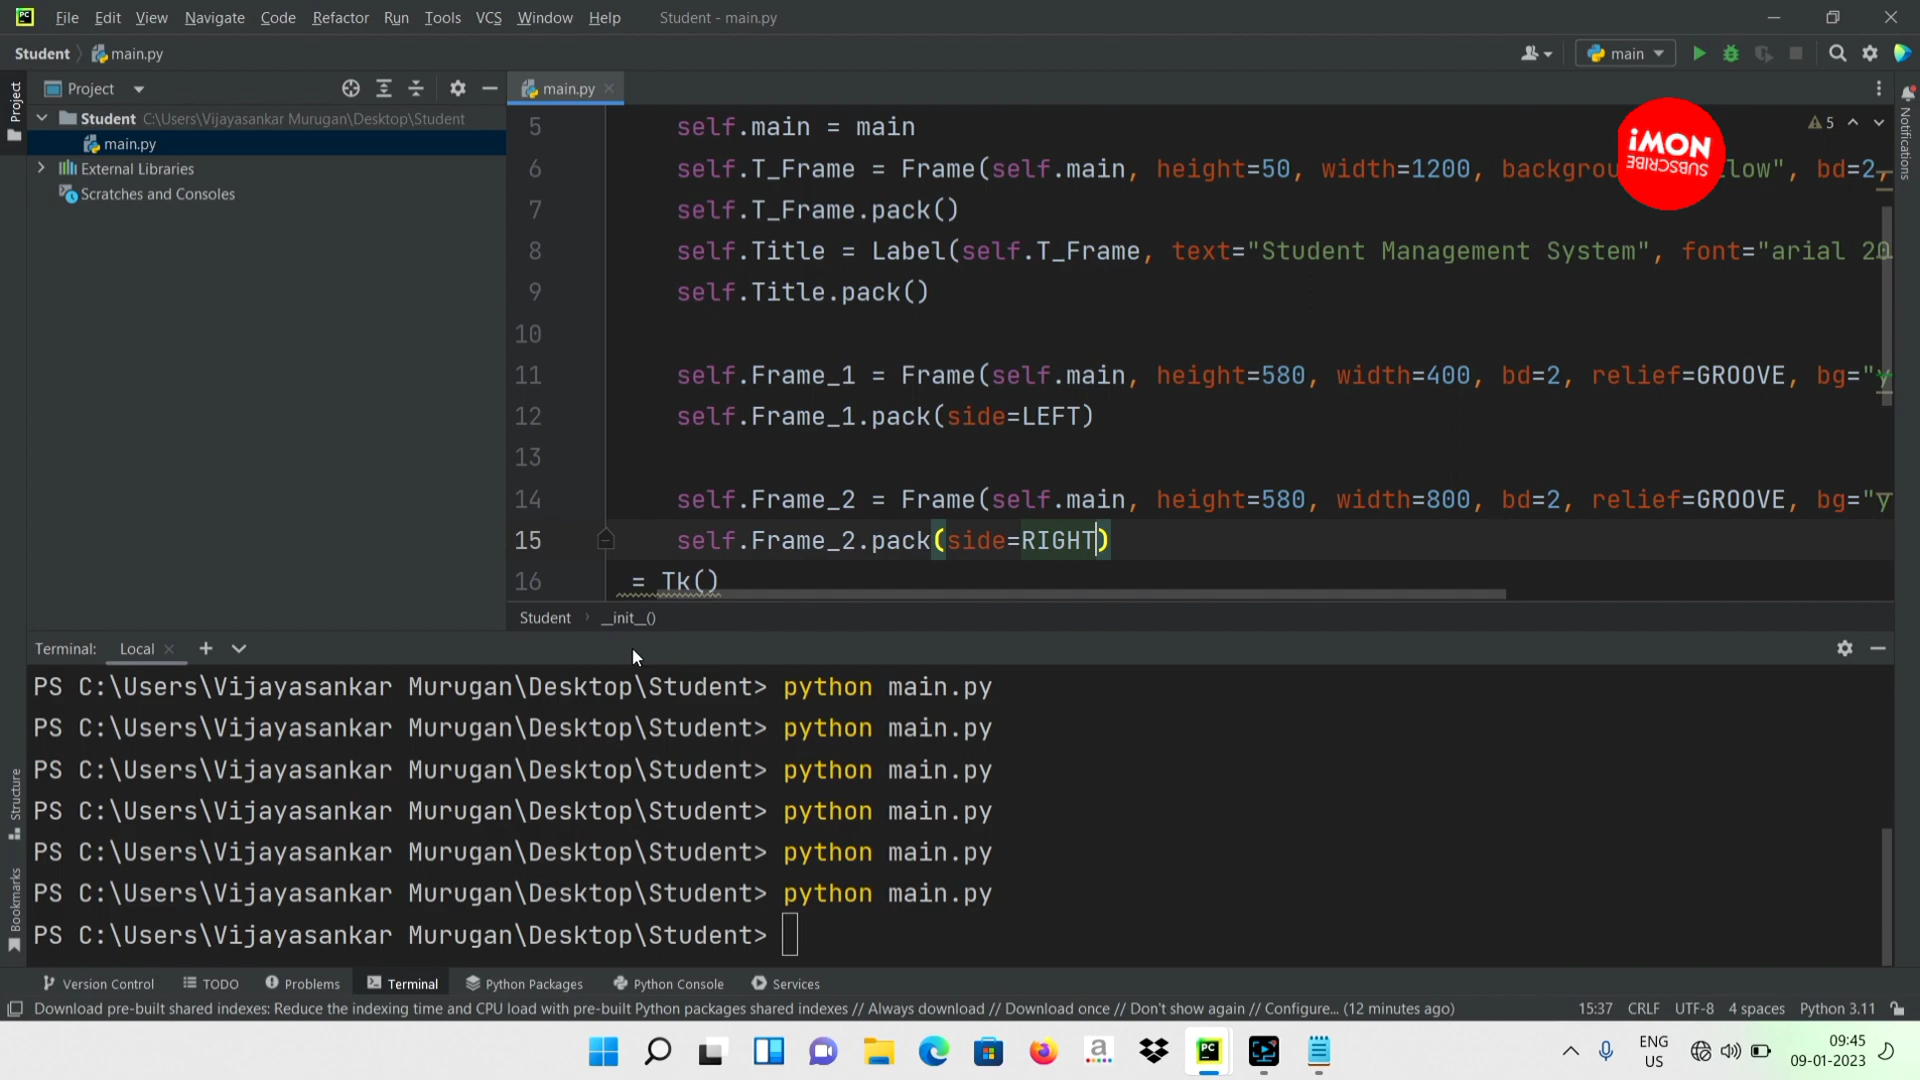 File Edit View Navigate Code Refactor Run Tools VCS Window Help Student - main.py
Student main.py main
Project main.py
Student C:\Users\Vijayasankar Murugan\Desktop\Student
main.py
External Libraries
Scratches and Consoles
5 self.main = main
6 self.T_Frame = Frame(self.main, height=50, width=1200, backgrou low", bd=2,
7 self.T_Frame.pack()
8 self.Title = Label(self.T_Frame, text="Student Management System", font="arial 20
9 self.Title.pack()
10
11 self.Frame_1 = Frame(self.main, height=580, width=400, bd=2, relief=GROOVE, bg="y
12 self.Frame_1.pack(side=LEFT)
13
14 self.Frame_2 = Frame(self.main, height=580, width=800, bd=2, relief=GROOVE, bg="y
15 self.Frame_2.pack(side=RIGHT)
16 = Tk()
5
iMON
SUBSCRIBE
Project
Structure
Bookmarks
Notifications
Student __init__()
Terminal: Local
PS C:\Users\Vijayasankar Murugan\Desktop\Student> python main.py
PS C:\Users\Vijayasankar Murugan\Desktop\Student> python main.py
PS C:\Users\Vijayasankar Murugan\Desktop\Student> python main.py
PS C:\Users\Vijayasankar Murugan\Desktop\Student> python main.py
PS C:\Users\Vijayasankar Murugan\Desktop\Student> python main.py
PS C:\Users\Vijayasankar Murugan\Desktop\Student> python main.py
PS C:\Users\Vijayasankar Murugan\Desktop\Student>
Version Control TODO Problems Terminal Python Packages Python Console Services
Download pre-built shared indexes: Reduce the indexing time and CPU load with pre-built Python packages shared indexes // Always download // Download once // Don't show again // Configure... (12 minutes ago) 15:37 CRLF UTF-8 4 spaces Python 3.11
ENG
US
09:45
09-01-2023